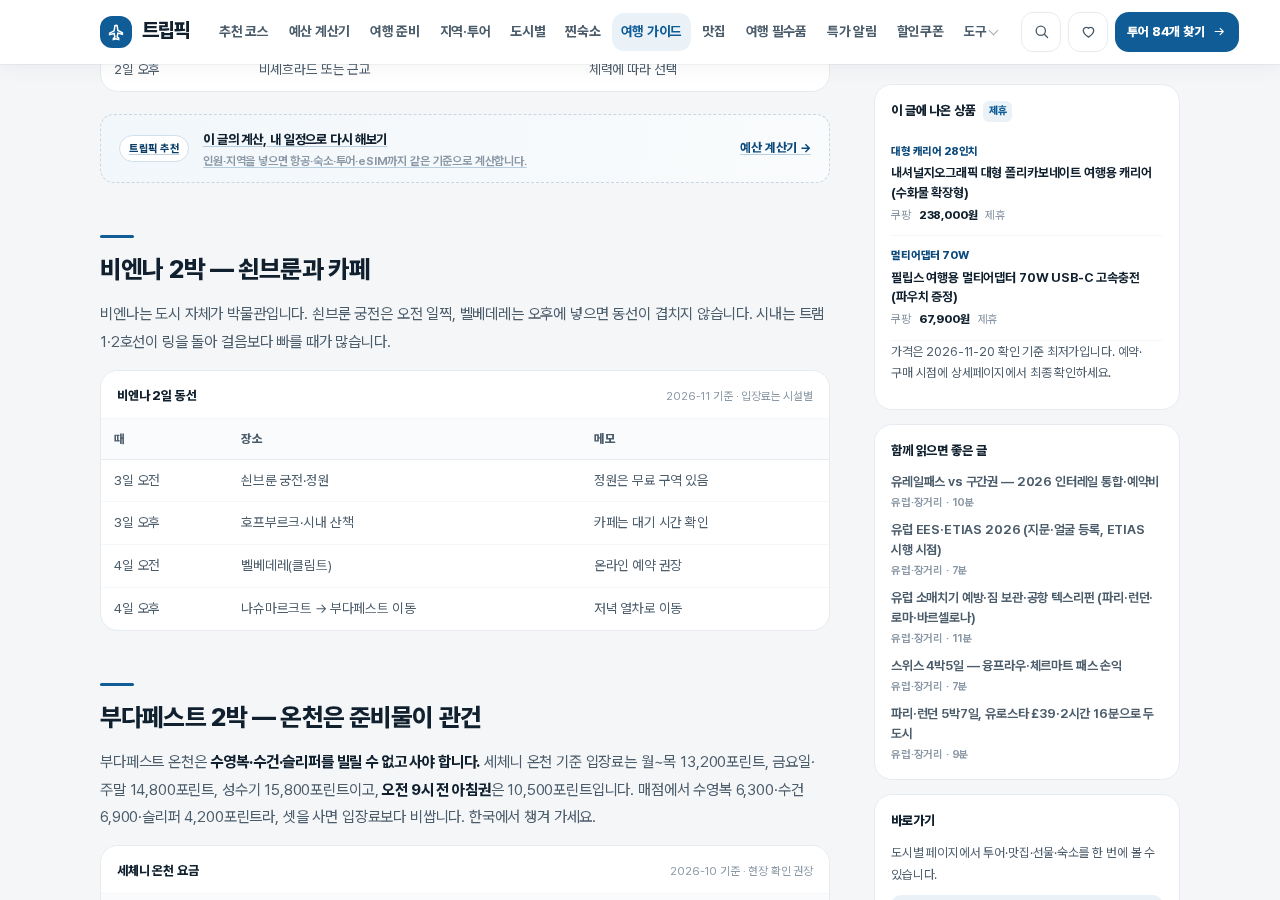 트립픽
추천 코스
예산 계산기
여행 준비
지역·투어
도시별
찐숙소
여행 가이드
맛집
여행 필수품
특가 알림
할인쿠폰
도구
투어 84개 찾기 →
2일 오후 비셰흐라드 또는 근교 체력에 따라 선택
트립픽 추천
이 글의 계산, 내 일정으로 다시 해보기
인원·지역을 넣으면 항공·숙소·투어·eSIM까지 같은 기준으로 계산합니다.
예산 계산기 →
비엔나 2박 — 쇤브룬과 카페
비엔나는 도시 자체가 박물관입니다. 쇤브룬 궁전은 오전 일찍, 벨베데레는 오후에 넣으면 동선이 겹치지 않습니다. 시내는 트램
1·2호선이 링을 돌아 걸음보다 빠를 때가 많습니다.
비엔나 2일 동선
2026-11 기준 · 입장료는 시설별
때 장소 메모
3일 오전 쇤브룬 궁전·정원 정원은 무료 구역 있음
3일 오후 호프부르크·시내 산책 카페는 대기 시간 확인
4일 오전 벨베데레(클림트) 온라인 예약 권장
4일 오후 나슈마르크트 → 부다페스트 이동 저녁 열차로 이동
부다페스트 2박 — 온천은 준비물이 관건
부다페스트 온천은 수영복·수건·슬리퍼를 빌릴 수 없고 사야 합니다. 세체니 온천 기준 입장료는 월~목 13,200포린트, 금요일·
주말 14,800포린트, 성수기 15,800포린트이고, 오전 9시 전 아침권은 10,500포린트입니다. 매점에서 수영복 6,300·수건
6,900·슬리퍼 4,200포린트라, 셋을 사면 입장료보다 비쌉니다. 한국에서 챙겨 가세요.
세체니 온천 요금
2026-10 기준 · 현장 확인 권장
이 글에 나온 상품 제휴
대형 캐리어 28인치
내셔널지오그래픽 대형 폴리카보네이트 여행용 캐리어
(수화물 확장형)
쿠팡 238,000원 제휴
멀티어댑터 70W
필립스 여행용 멀티어댑터 70W USB-C 고속충전
(파우치 증정)
쿠팡 67,900원 제휴
가격은 2026-11-20 확인 기준 최저가입니다. 예약·
구매 시점에 상세페이지에서 최종 확인하세요.
함께 읽으면 좋은 글
유레일패스 vs 구간권 — 2026 인터레일 통합·예약비
유럽·장거리 · 10분
유럽 EES·ETIAS 2026 (지문·얼굴 등록, ETIAS
시행 시점)
유럽·장거리 · 7분
유럽 소매치기 예방·짐 보관·공항 텍스리펀 (파리·런던·
로마·바르셀로나)
유럽·장거리 · 11분
스위스 4박5일 — 융프라우·체르마트 패스 손익
유럽·장거리 · 7분
파리·런던 5박7일, 유로스타 £39·2시간 16분으로 두
도시
유럽·장거리 · 9분
바로가기
도시별 페이지에서 투어·맛집·선물·숙소를 한 번에 볼 수
있습니다.